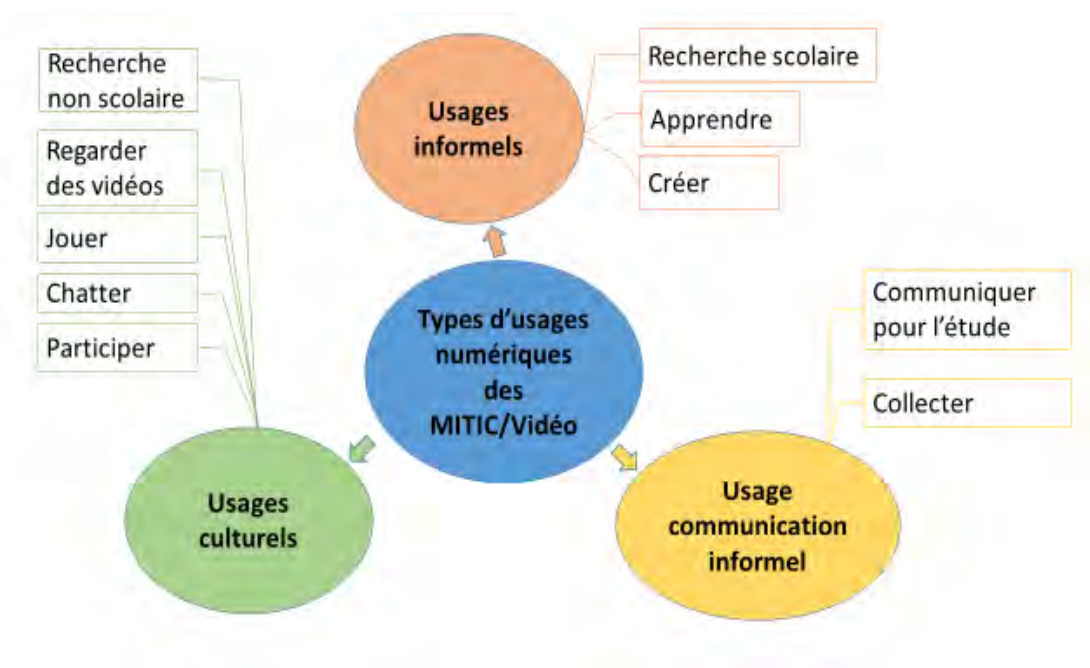 Recherche
non scolaire
Regarder
des vidéos
Jouer
Chatter
Participer
Usages
informels
Recherche scolaire
Apprendre
Créer
Types d'usages
numériques
des
MITIC/Vidéo
Communiquer
pour l'étude
Collecter
Usages
culturels
Usage
communication
informel